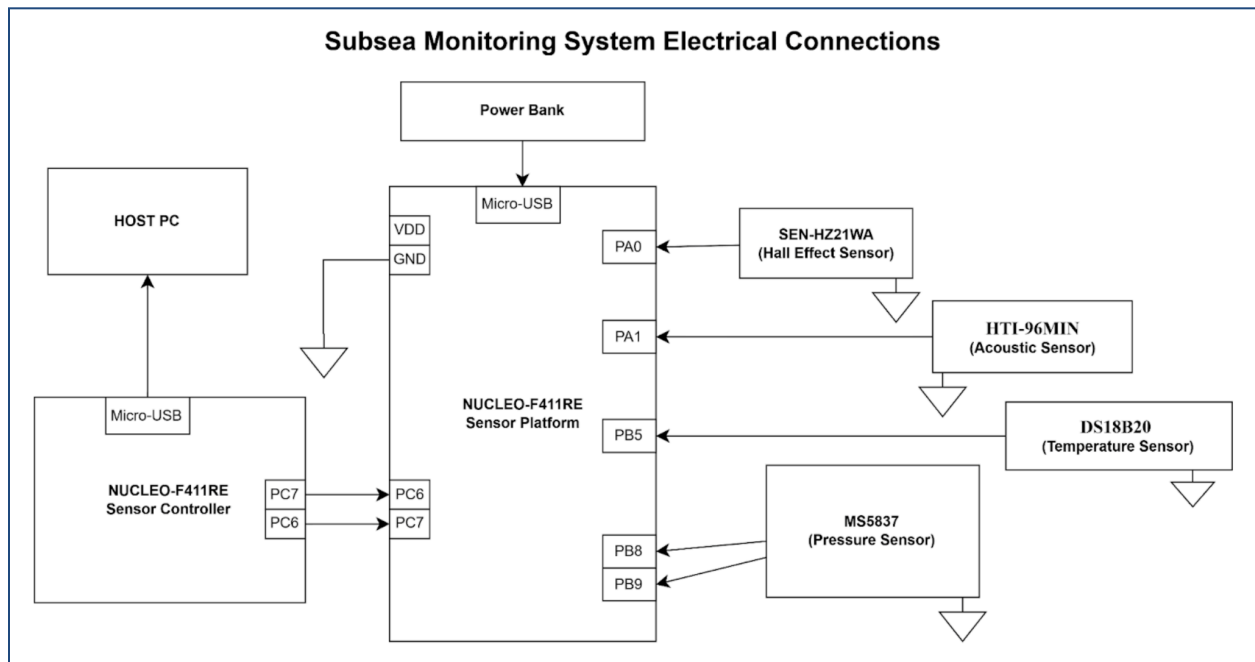 Subsea Monitoring System Electrical Connections
Power Bank
HOST PC
Micro-USB
VDD
GND
PA0
SEN-HZ21WA
(Hall Effect Sensor)
PA1
HTI-96MIN
(Acoustic Sensor)
Micro-USB
NUCLEO-F411RE
Sensor Platform
PB5
DS18B20
(Temperature Sensor)
NUCLEO-F411RE
Sensor Controller
PC7
PC6
PC6
PC7
MS5837
(Pressure Sensor)
PB8
PB9